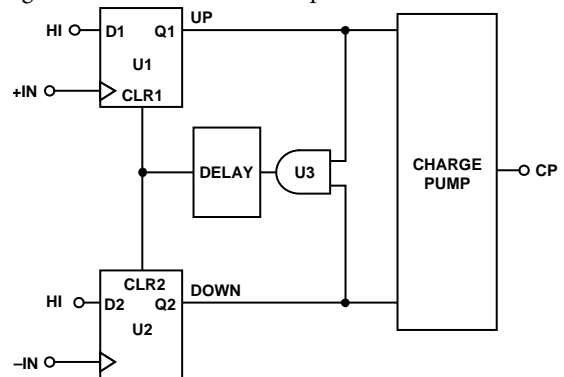 UP
HI
D1
Q1
U1
+IN
CLR1
DELAY
U3
CHARGE
PUMP
CP
CLR2
DOWN
HI
D2
Q2
U2
–IN